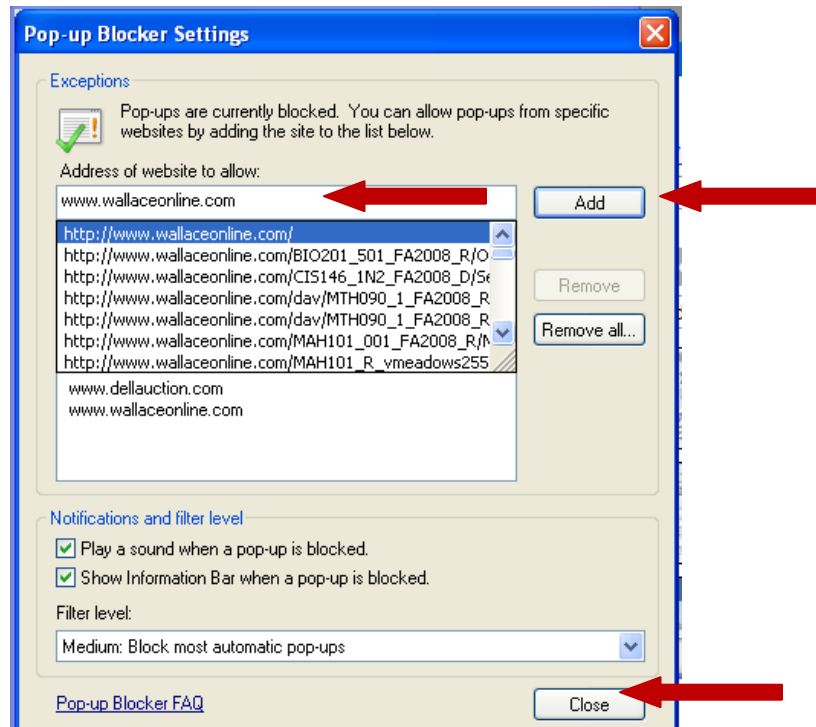 Pop-up Blocker Settings
Exceptions
Pop-ups are currently blocked. You can allow pop-ups from specific
websites by adding the site to the list below.
Address of website to allow:
www.wallaceonline.com
Add
http://www.wallaceonline.com/
http://www.wallaceonline.com/BIO201_501_FA2008_R/O
http://www.wallaceonline.com/CIS146_1N2_FA2008_D/Se
http://www.wallaceonline.com/dav/MTH090_1_FA2008_R
http://www.wallaceonline.com/dav/MTH090_1_FA2008_R
http://www.wallaceonline.com/MAH101_001_FA2008_R/M
http://www.wallaceonline.com/MAH101_R_vmeadows255
Remove
Remove all...
www.dellauction.com
www.wallaceonline.com
Notifications and filter level
Play a sound when a pop-up is blocked.
Show Information Bar when a pop-up is blocked.
Filter level:
Medium: Block most automatic pop-ups
Pop-up Blocker FAQ
Close